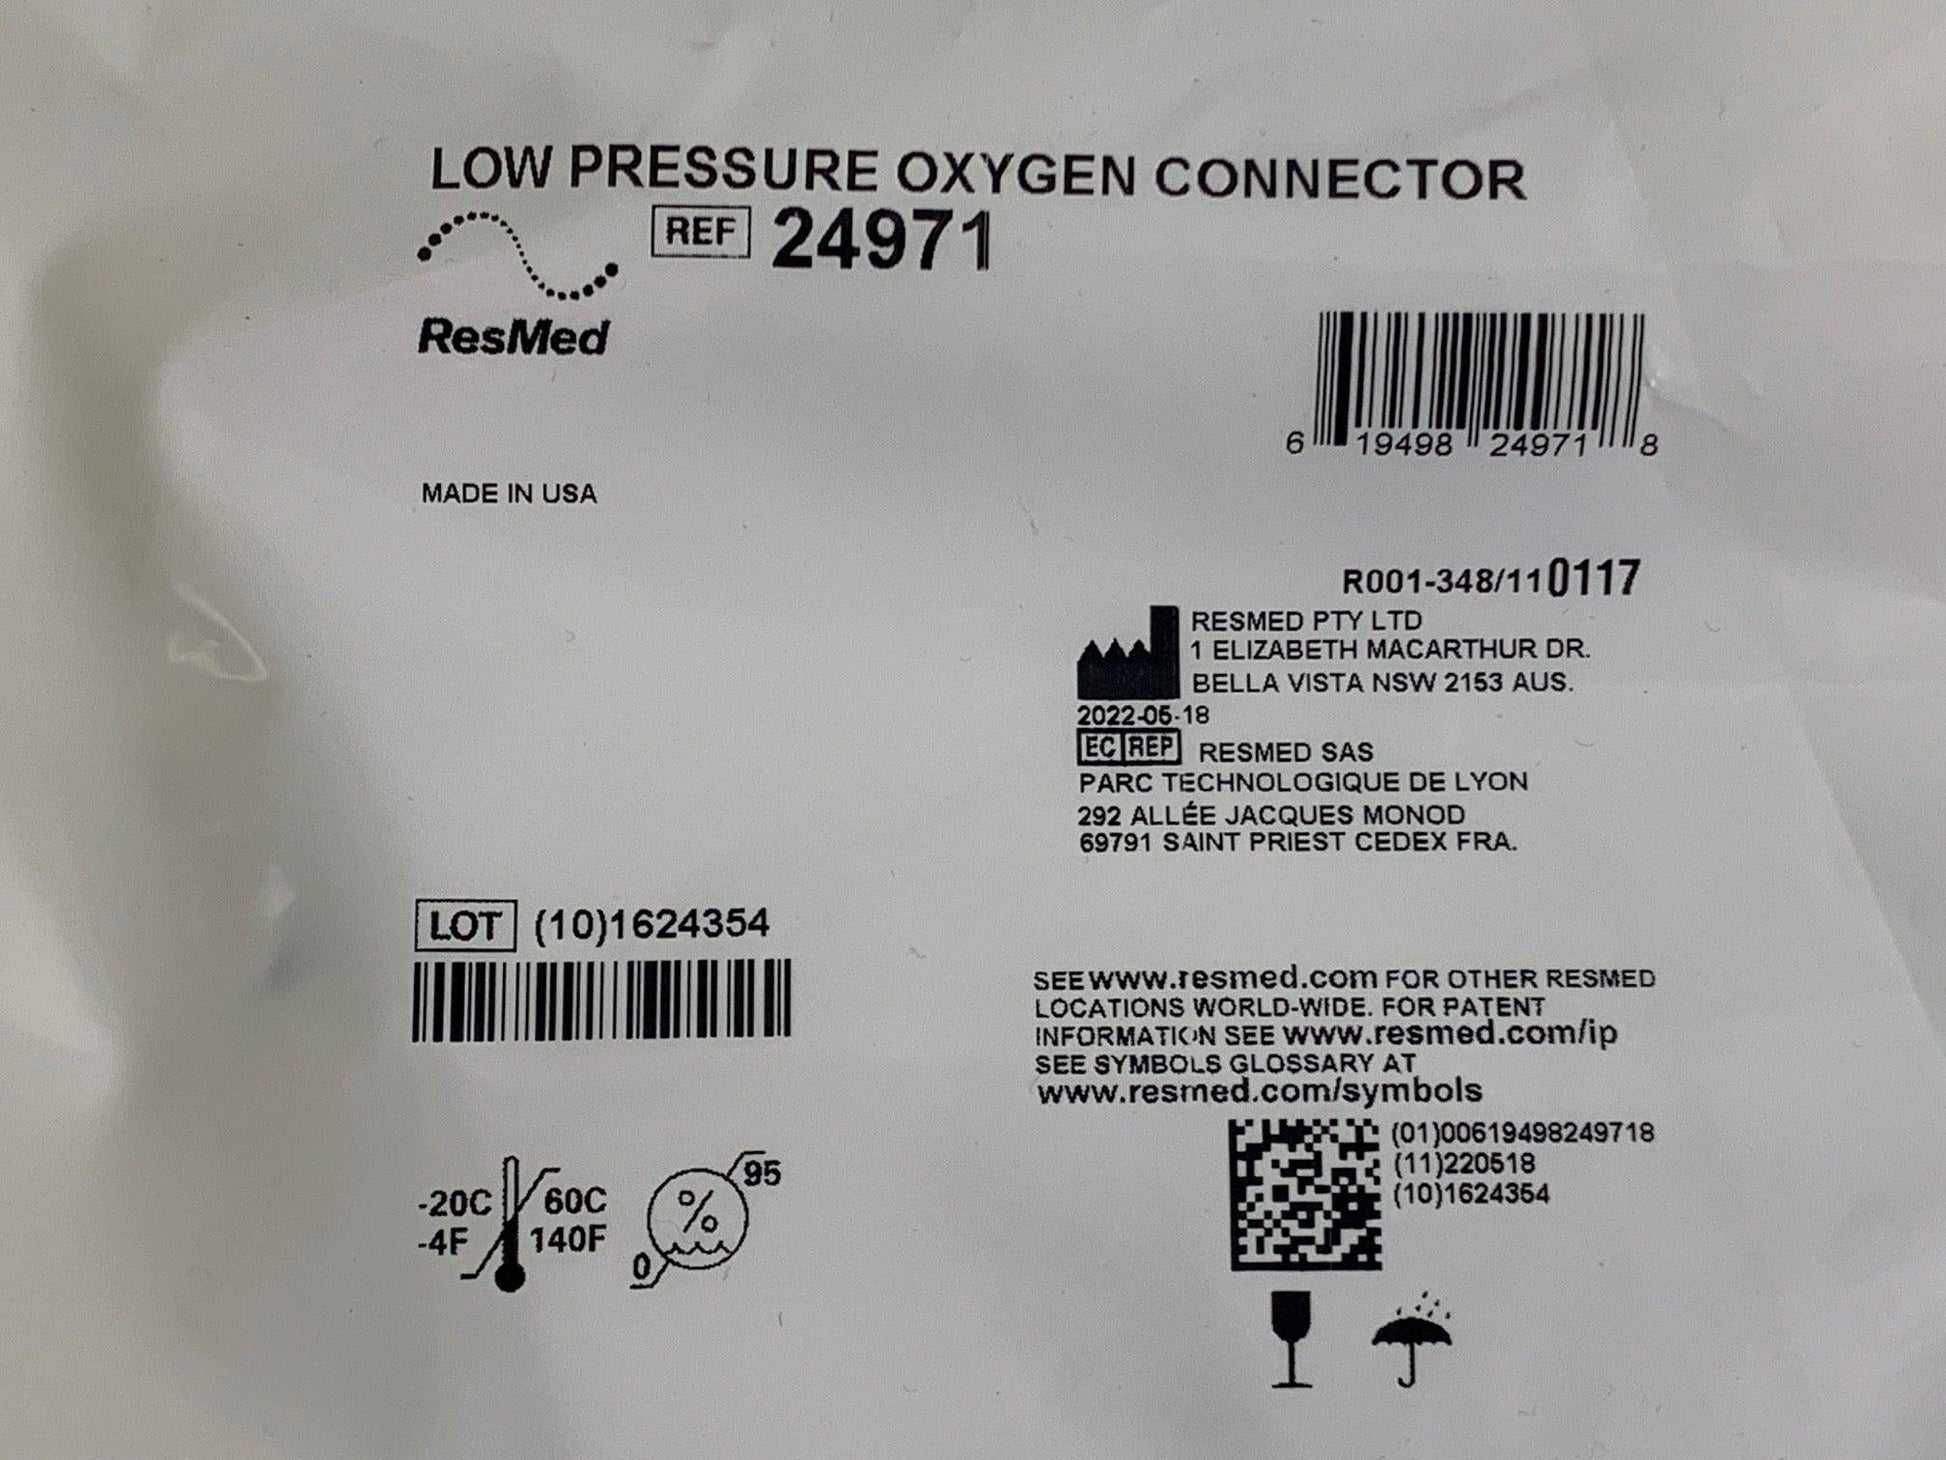 LOW PRESSURE OXYGEN CONNECTOR
REF 24971
ResMed
6 19498 24971 8
MADE IN USA
R001-348/11 0117
RESMED PTY LTD
1 ELIZABETH MACARTHUR DR.
BELLA VISTA NSW 2153 AUS.
2022-05-18
EC REP RESMED SAS
PARC TECHNOLOGIQUE DE LYON
292 ALLÉE JACQUES MONOD
69791 SAINT PRIEST CEDEX FRA.
LOT (10)1624354
SEE www.resmed.com FOR OTHER RESMED
LOCATIONS WORLD-WIDE. FOR PATENT
INFORMATION SEE www.resmed.com/ip
SEE SYMBOLS GLOSSARY AT
www.resmed.com/symbols
(01)00619498249718
(11)220518
(10)1624354
-20C 60C
-4F 140F
95
%
0